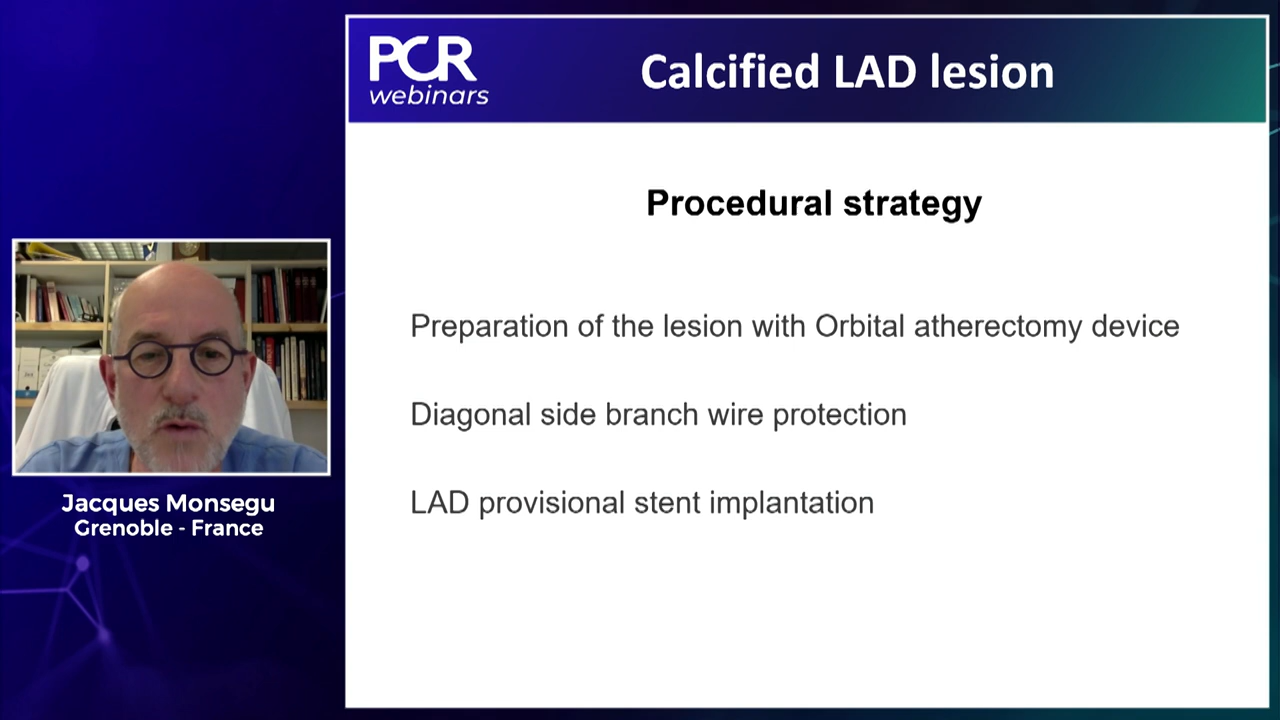 PCR
webinars
Calcified LAD lesion
Procedural strategy
Preparation of the lesion with Orbital atherectomy device
Diagonal side branch wire protection
LAD provisional stent implantation
Jacques Monsegu
Grenoble - France